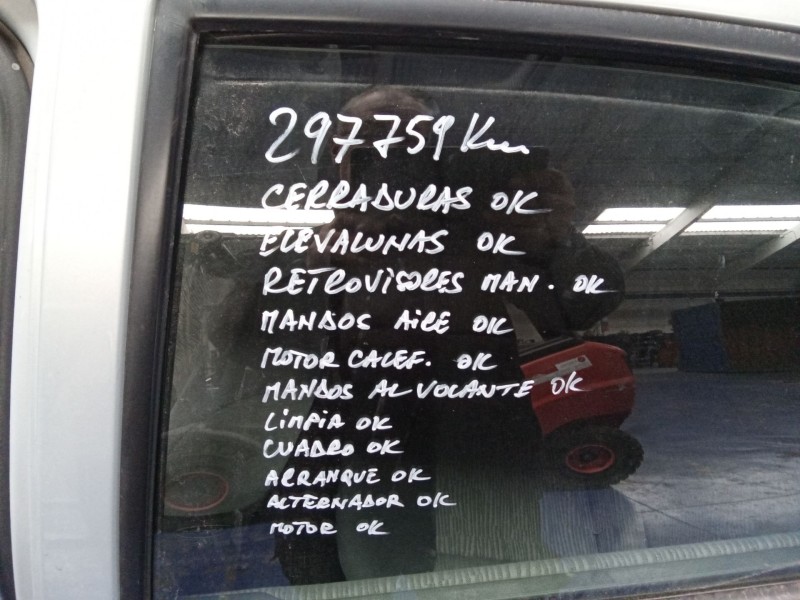 297759 Km
CERRADURAS OK
ELEVALUNAS OK
RETROVISORES MAN. OK
MANDOS AIRE OK
MOTOR CALEF. OK
MANDOS AL VOLANTE OK
LIMPIA OK
CUADRO OK
ARRANQUE OK
ALTERNADOR OK
MOTOR OK